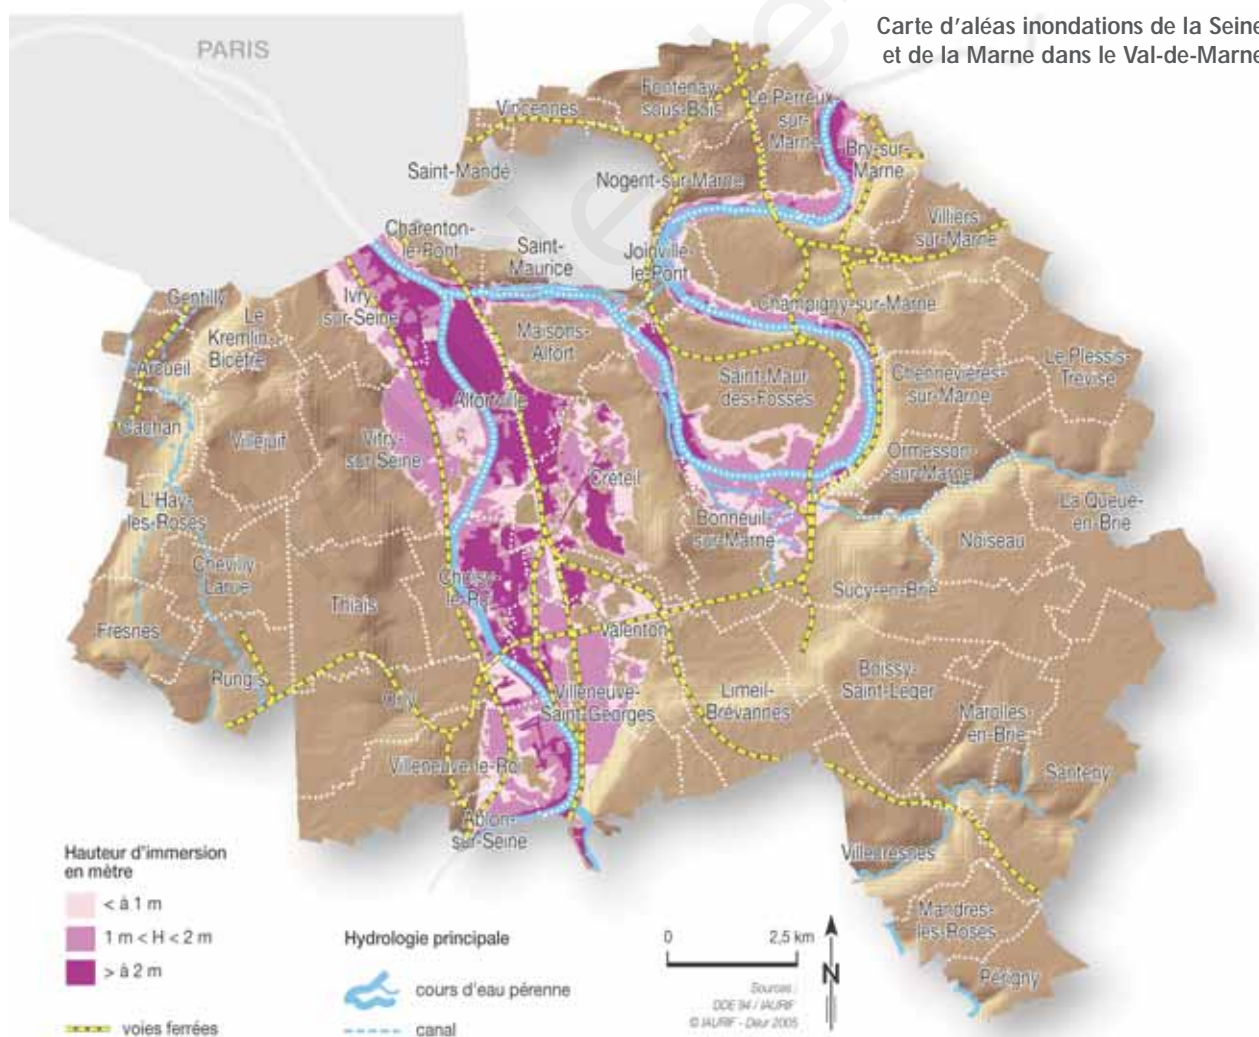 Carte d'aléas inondations de la Seine
et de la Marne dans le Val-de-Marne
PARIS
Fontenay-
sous-Bois
Le Perreux-
sur-
Marne
Vincennes
Bry-sur-
Marne
Saint-Mandé
Nogent-sur-Marne
Villiers
sur-Marne
Charenton-
le-Pont
Saint-
Maurice
Joinville-
le-Pont
Gentilly
Ivry-
sur-Seine
Champigny-sur-Marne
Le
Kremlin-
Bicêtre
Maisons-
Alfort
Arcueil
Saint-Maur
des-Fossés
Chennevières-
sur-Marne
Le Plessis-
Trévise
Alfortville
Cachan
Villejuif
Vitry-
sur-Seine
Créteil
Ormesson-
sur-Marne
L'Hay-
les-Roses
Bonneuil-
sur-Marne
La Queue-
en-Brie
Noiseau
Chevilly
Larue
Choisy-
le-Roi
Thiais
Sucy-en-Brie
Fresnes
Valenton
Rungis
Orly
Villeneuve-
Saint-Georges
Limeil-
Brévannes
Boissy-
Saint-Leger
Marolles-
en-Brie
Villeneuve-le-Roi
Santeny
Ablon-
sur-Seine
Villecresnes
Mandres-
les-Roses
Périgny
Hauteur d'immersion
en mètre
< à 1 m
1 m < H < 2 m
> à 2 m
voies ferrées
Hydrologie principale
cours d'eau pérenne
canal
0 2,5 km
N
Sources :
DDE 94 / IAURIF
© IAURIF - Déur 2005